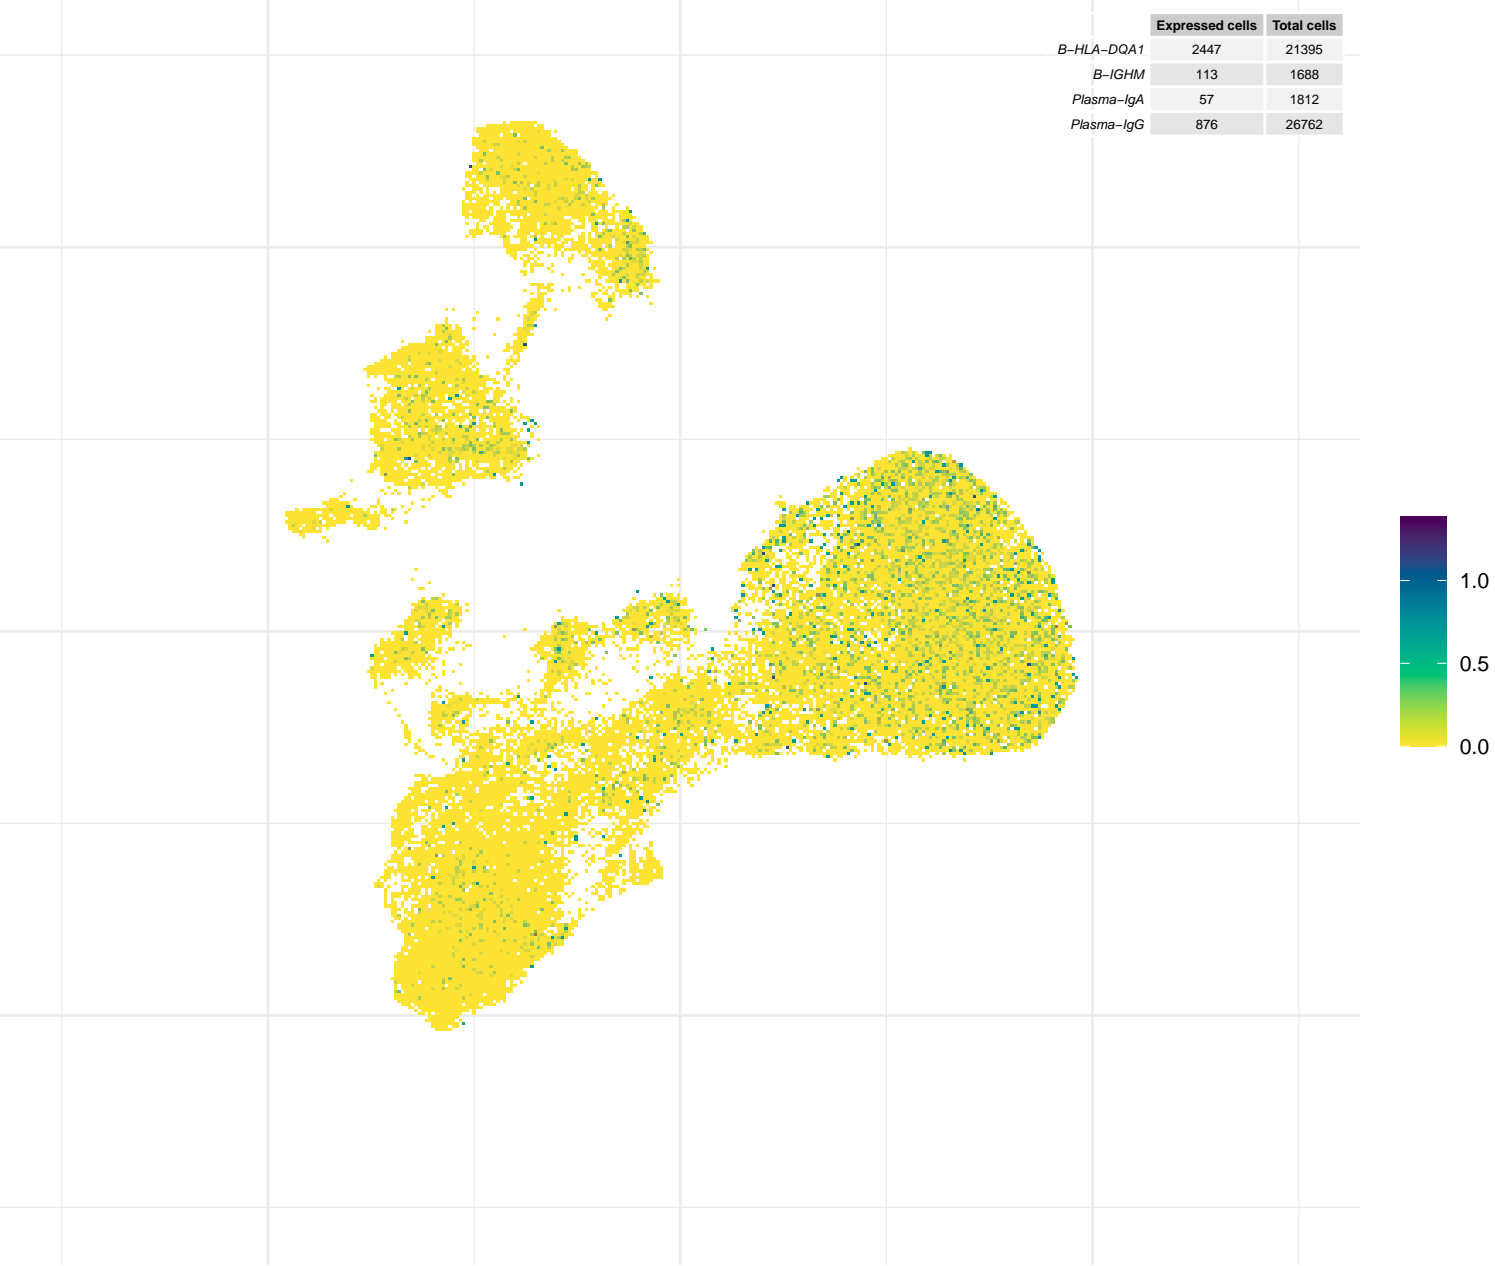 Expressed cells Total cells
B−HLA−DQA1 2447 21395
B−IGHM 113 1688
Plasma−IgA 57 1812
Plasma−IgG 876 26762
1.0
0.5
0.0